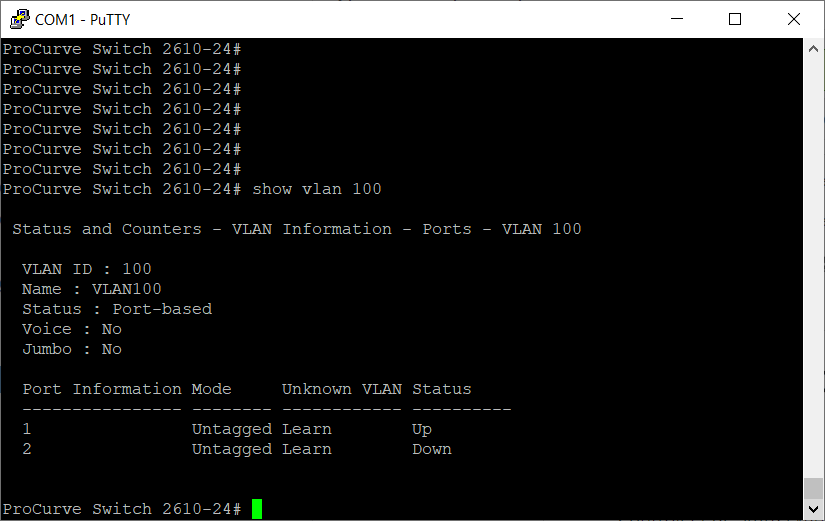 COM1 - PuTTY
ProCurve Switch 2610-24#
ProCurve Switch 2610-24#
ProCurve Switch 2610-24#
ProCurve Switch 2610-24#
ProCurve Switch 2610-24#
ProCurve Switch 2610-24#
ProCurve Switch 2610-24#
ProCurve Switch 2610-24# show vlan 100
Status and Counters - VLAN Information - Ports - VLAN 100
VLAN ID : 100
Name : VLAN100
Status : Port-based
Voice : No
Jumbo : No
Port Information Mode     Unknown VLAN Status
---------------- -------- ------------ ----------
1                Untagged Learn        Up
2                Untagged Learn        Down
ProCurve Switch 2610-24#